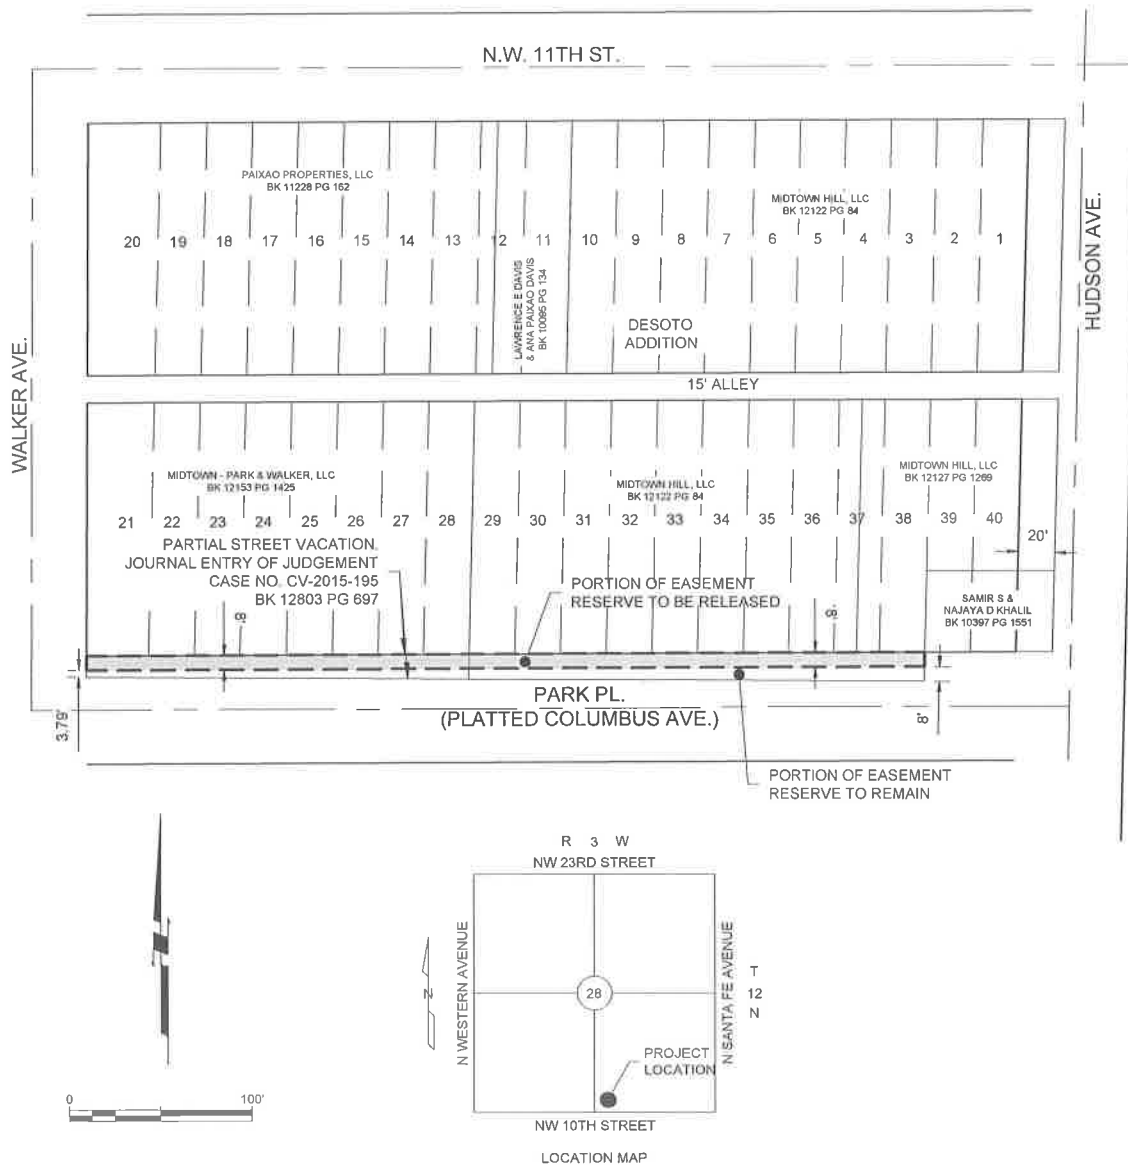 N.W. 11TH ST.
WALKER AVE.
HUDSON AVE.
PAIXAO PROPERTIES, LLC
BK 11228 PG 162
MIDTOWN HILL, LLC
BK 12122 PG 84
20 19 18 17 16 15 14 13 12 11 10 9 8 7 6 5 4 3 2 1
LAWRENCE E DAVIS
& ANA PAIXAO DAVIS
BK 10095 PG 134
DESOTO
ADDITION
15' ALLEY
MIDTOWN - PARK & WALKER, LLC
BK 12153 PG 1425
MIDTOWN HILL, LLC
BK 12122 PG 84
MIDTOWN HILL, LLC
BK 12127 PG 1269
21 22 23 24 25 26 27 28 29 30 31 32 33 34 35 36 37 38 39 40
20'
PARTIAL STREET VACATION,
JOURNAL ENTRY OF JUDGEMENT
CASE NO. CV-2015-195
BK 12803 PG 697
PORTION OF EASEMENT
RESERVE TO BE RELEASED
SAMIR S &
NAJAYA D KHALIL
BK 10397 PG 1551
8'
8'
3.79'
8'
PARK PL.
(PLATTED COLUMBUS AVE.)
PORTION OF EASEMENT
RESERVE TO REMAIN
0 100'
R 3 W
NW 23RD STREET
N WESTERN AVENUE
N
28
N SANTA FE AVENUE
T
12
N
PROJECT
LOCATION
NW 10TH STREET
LOCATION MAP